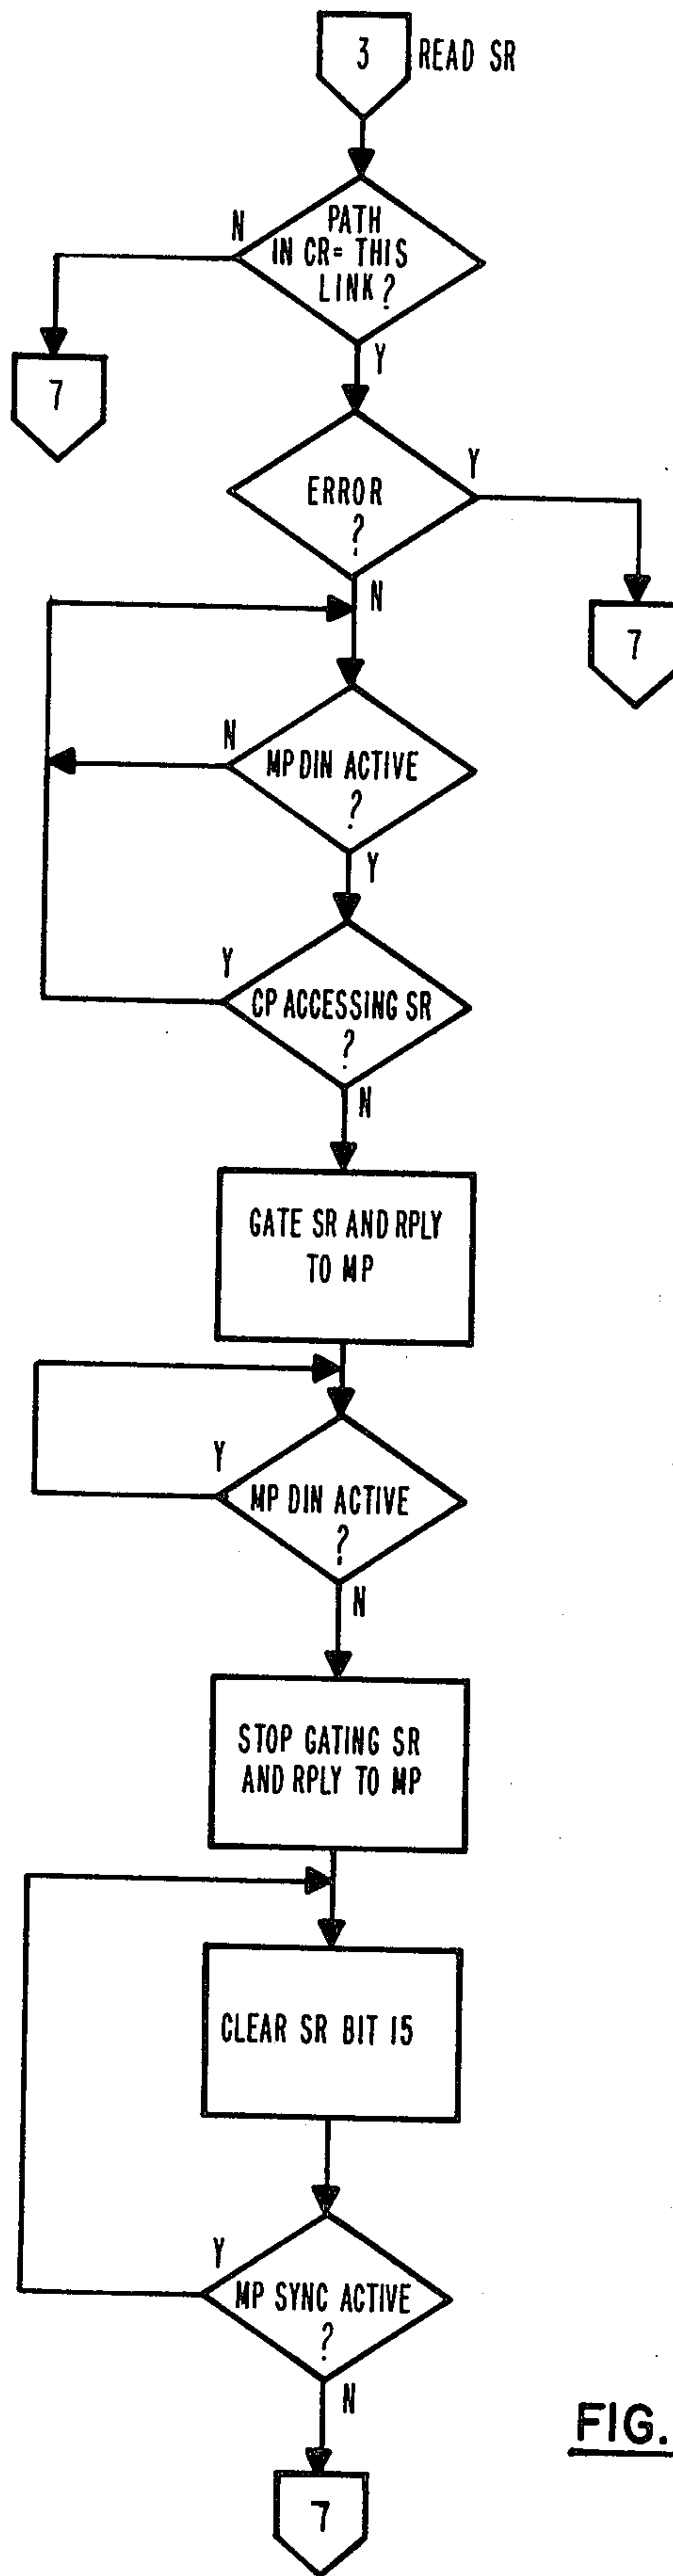 3 READ SR
N
PATH
IN CR= THIS
LINK?
Y
7
Y
ERROR
?
N
7
N
MP DIN ACTIVE
?
Y
Y
CP ACCESSING SR
?
N
GATE SR AND RPLY
TO MP
Y
MP DIN ACTIVE
?
N
STOP GATING SR
AND RPLY TO MP
CLEAR SR BIT 15
Y
MP SYNC ACTIVE
?
N
FIG.
7